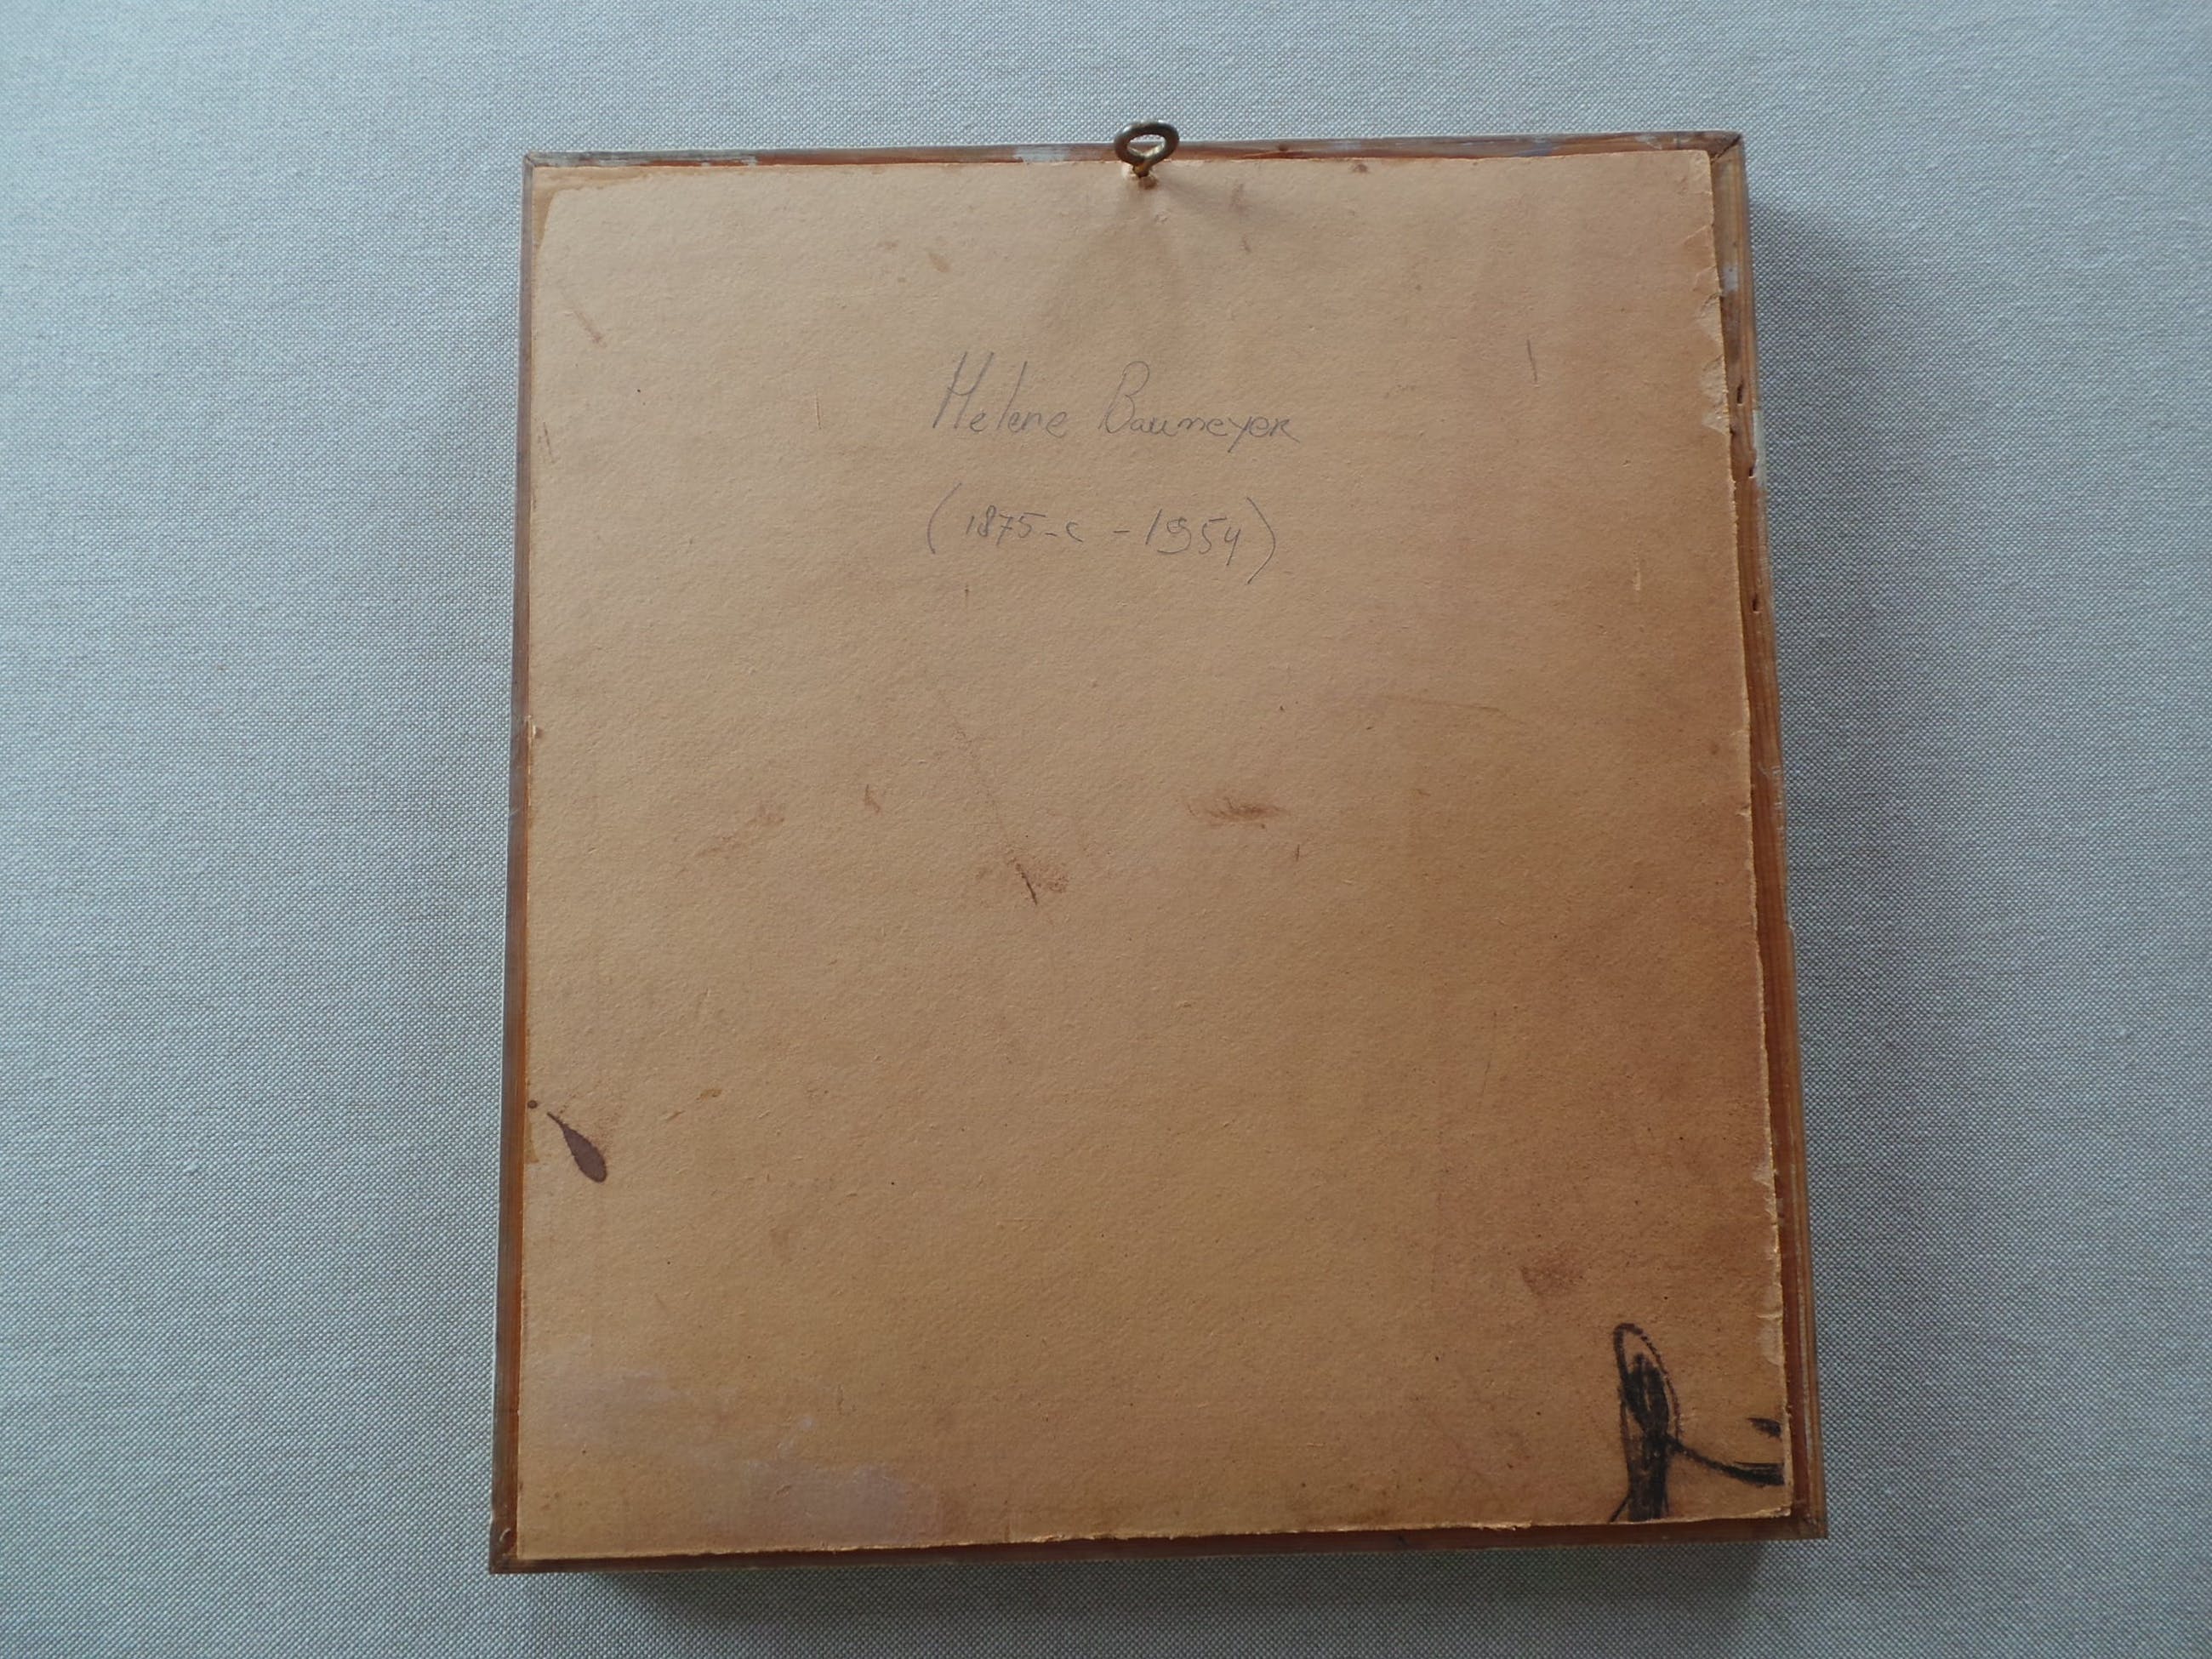 Helene Baumeyer
(1875-c - 1954)